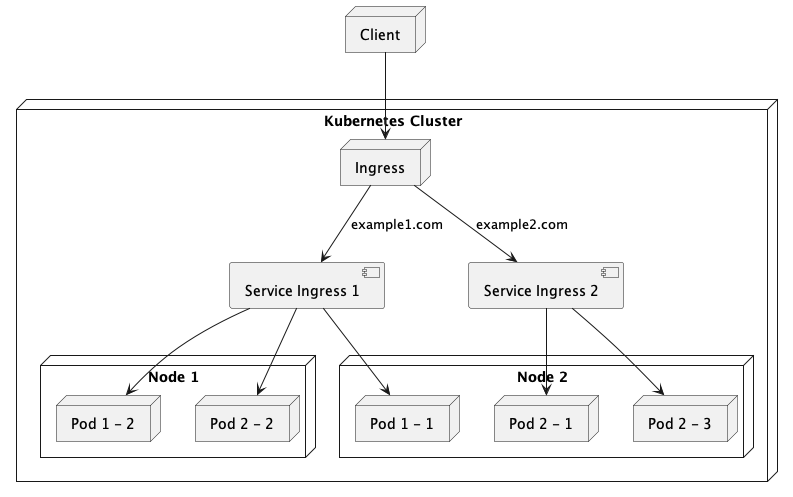 Client
Kubernetes Cluster
Ingress
example1.com
example2.com
Service Ingress 1
Service Ingress 2
Node 1
Node 2
Pod 1 – 2
Pod 2 – 2
Pod 1 – 1
Pod 2 – 1
Pod 2 – 3